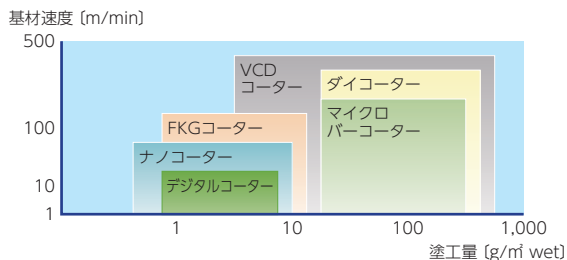 基材速度〔m/min〕
500
100
10
1
VCD
コーター
ダイコーター
マイクロ
バーコーター
FKGコーター
ナノコーター
デジタルコーター
1
10
100
1,000
塗工量〔g/㎡ wet〕